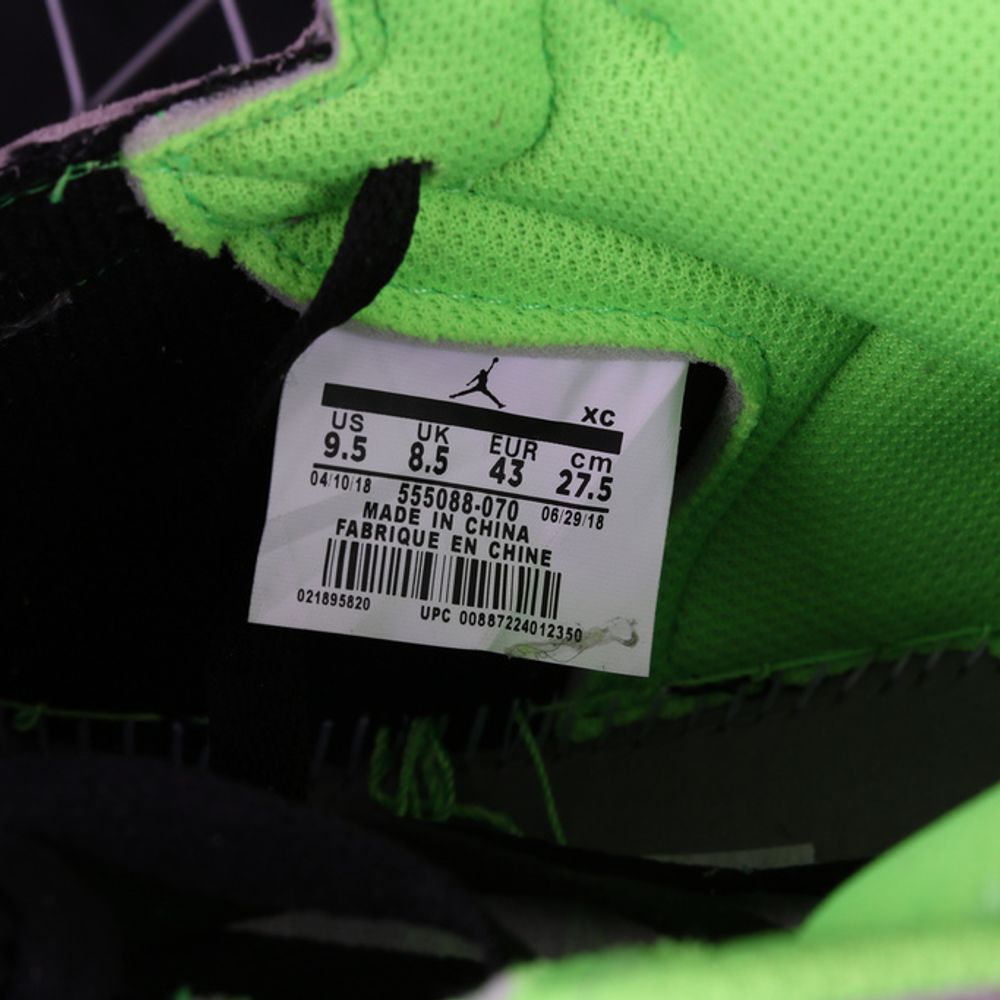 XC
US UK EUR cm
9.5 8.5 43 27.5
04/10/18 555088-070 06/29/18
MADE IN CHINA
FABRIQUE EN CHINE
021895820
UPC 00887224012350